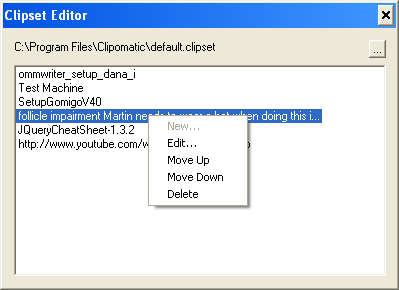 Clipset Editor
C:\Program Files\Clipomatic\default.clipset
...
ommwriter_setup_dana_i
Test Machine
SetupGomigoV40
follicle impairment Martin needs to wear a hat when doing this i...
New...
JQueryCheatSheet-1.3.2
Edit...
http://www.youtube.com/
Move Up
Move Down
Delete